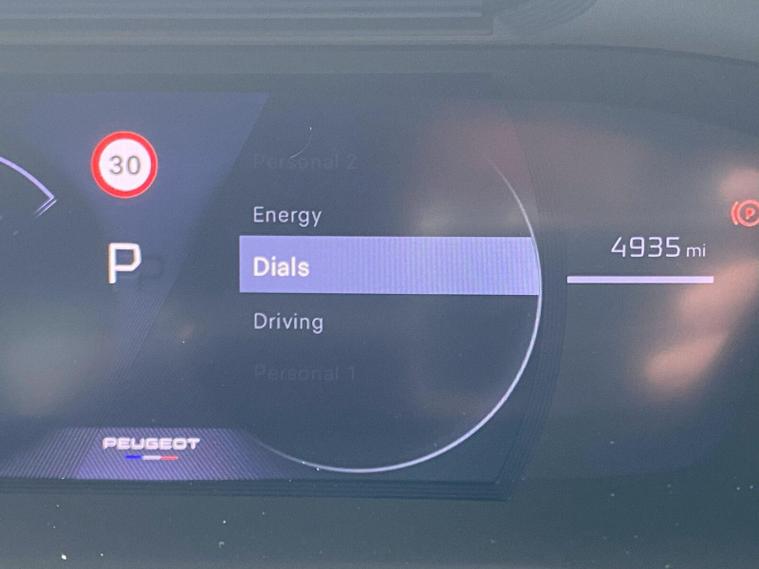 30
P
Personal 2
Energy
Dials
Driving
Personal 1
PEUGEOT
4935 mi
P